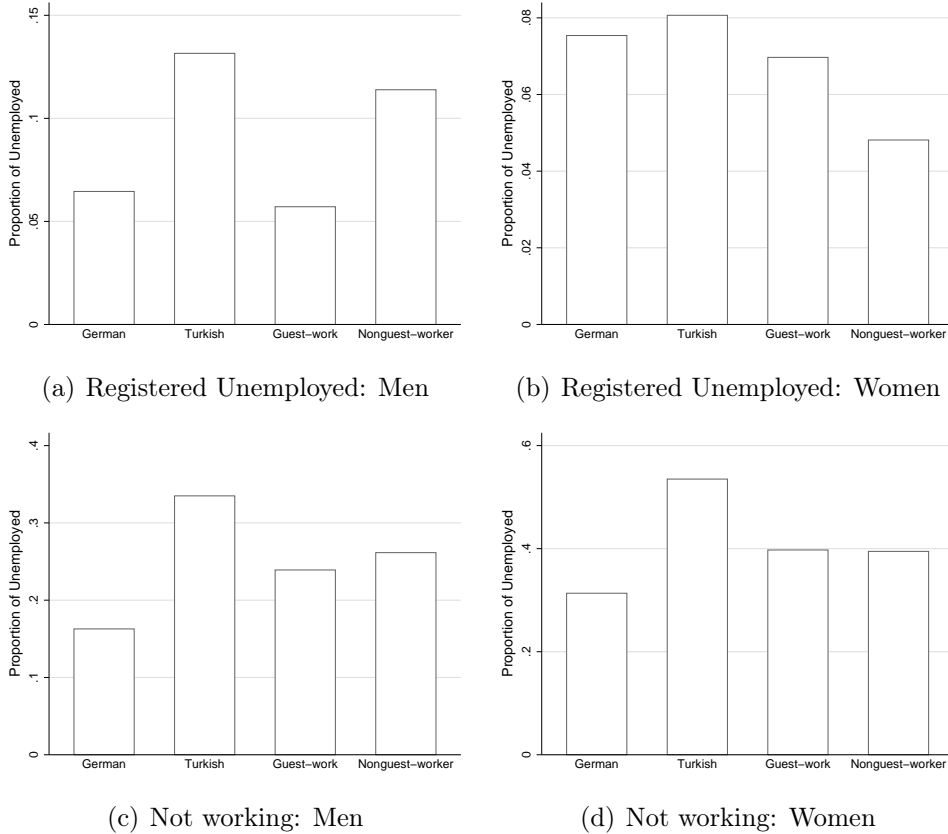 Proportion of Unemployed
0 .05 .1 .15
German Turkish Guest−work Nonguest−worker
(a) Registered Unemployed: Men
Proportion of Unemployed
0 .02 .04 .06 .08
German Turkish Guest−work Nonguest−worker
(b) Registered Unemployed: Women
Proportion of Unemployed
0 .1 .2 .3 .4
German Turkish Guest−work Nonguest−worker
(c) Not working: Men
Proportion of Unemployed
0 .2 .4 .6
German Turkish Guest−work Nonguest−worker
(d) Not working: Women